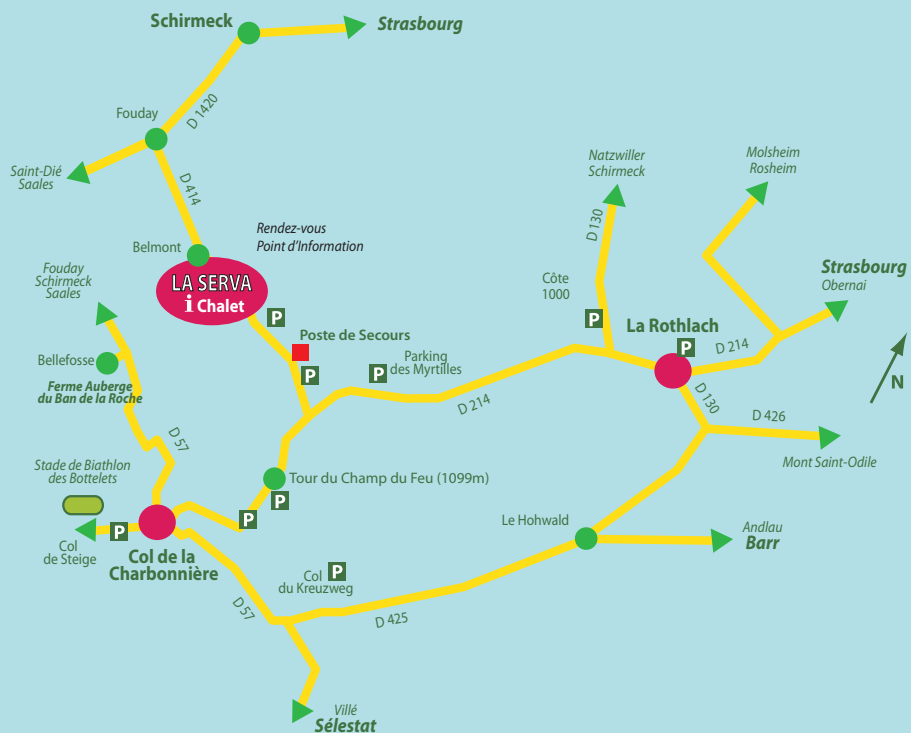 Schirmeck
Strasbourg
D 1420
Fouday
Saint-Dié
Saales
D 414
Natzwiller
Schirmeck
Molsheim
Rosheim
D 130
Rendez-vous
Point d'Information
Belmont
LA SERVA
i Chalet
P
Fouday
Schirmeck
Saales
Côte
1000
P
Strasbourg
Obernai
La Rothlach
P
D 214
N
Poste de Secours
P
Parking
des Myrtilles
P
Bellefosse
Ferme Auberge
du Ban de la Roche
D 214
D 130
D 426
Mont Saint-Odile
D 57
Stade de Biathlon
des Bottelets
Tour du Champ du Feu (1099m)
P
P
P
Col
de Steige
Col de la
Charbonnière
Le Hohwald
Andlau
Barr
Col
du Kreuzweg
P
D 57
D 425
Villé
Sélestat